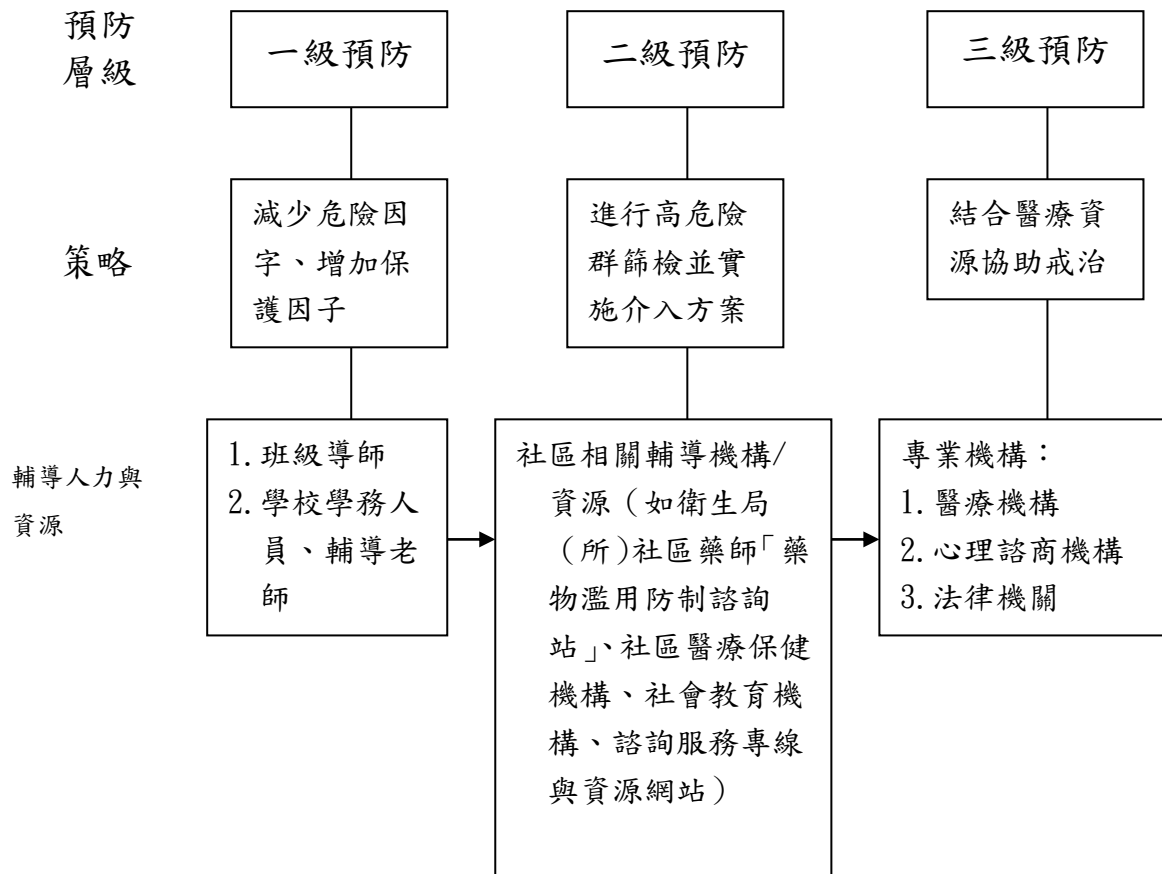 預防
層級
一級預防
二級預防
三級預防
策略
減少危險因
字、增加保
護因子
進行高危險
群篩檢並實
施介入方案
結合醫療資
源協助戒治
輔導人力與
資源
1.班級導師
2.學校學務人
員、輔導老
師
社區相關輔導機構/
資源（如衛生局
（所)社區藥師「藥
物濫用防制諮詢
站」、社區醫療保健
機構、社會教育機
構、諮詢服務專線
與資源網站）
專業機構：
1.醫療機構
2.心理諮商機構
3.法律機關